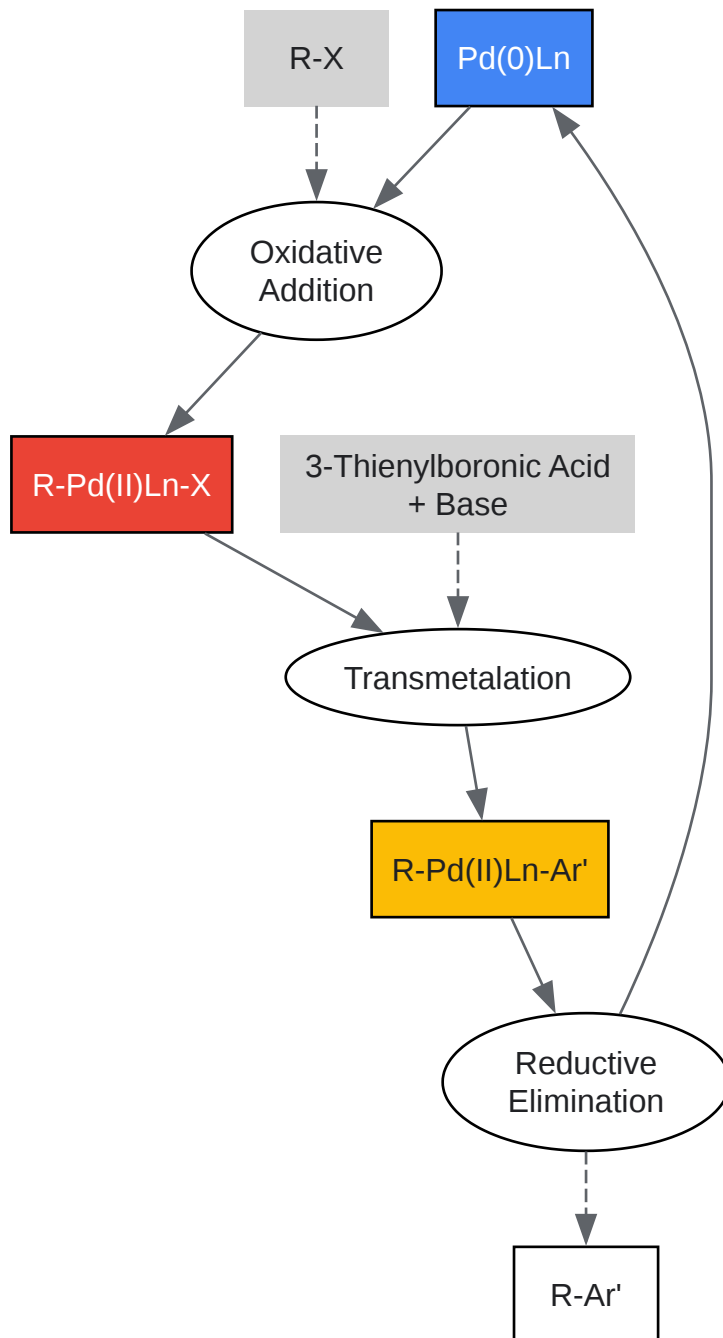 R-X
Pd(0)Ln
Oxidative
Addition
R-Pd(II)Ln-X
3-Thienylboronic Acid
+ Base
Transmetalation
R-Pd(II)Ln-Ar'
Reductive
Elimination
R-Ar'